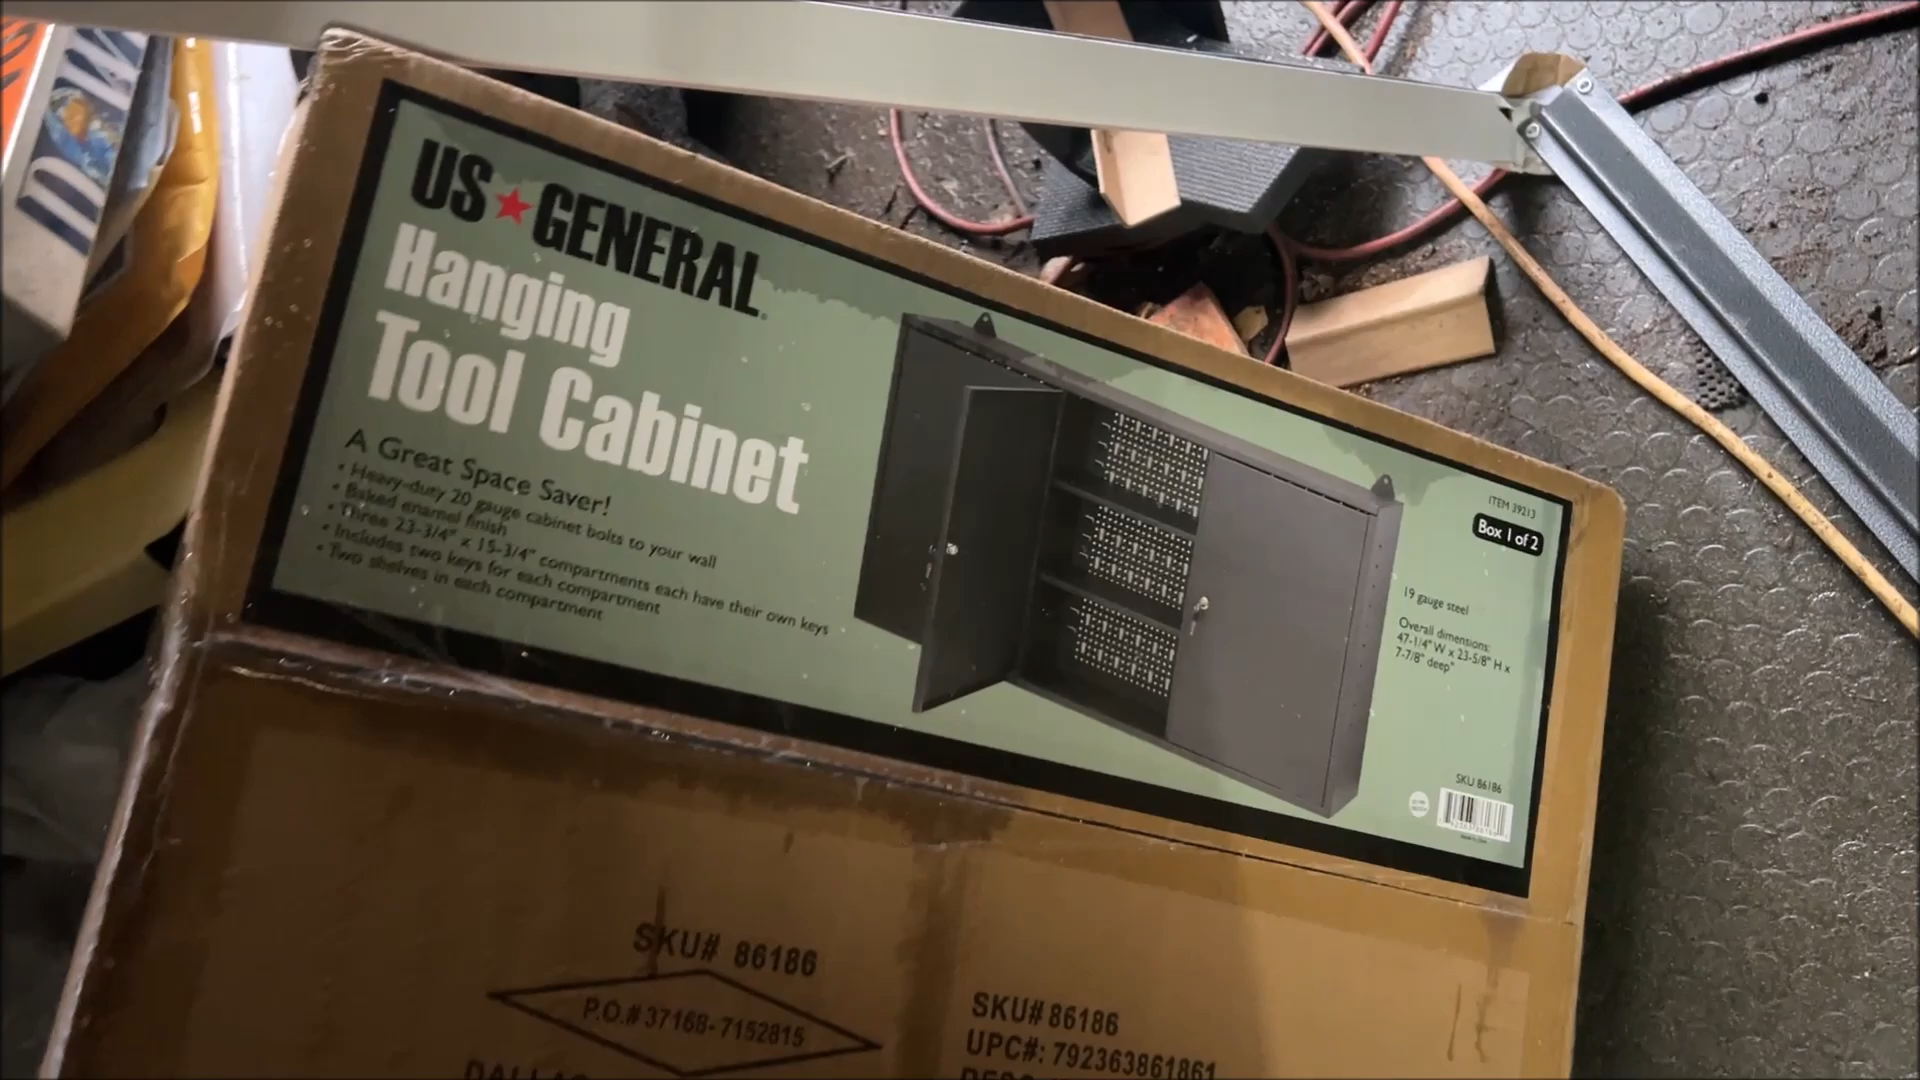 US★GENERAL
Hanging
Tool Cabinet
A Great Space Saver!
• Heavy-duty 20 gauge cabinet bolts to your wall
• Baked enamel finish
• Three 23-3/4" x 15-3/4" compartments each have their own keys
• Includes two keys for each compartment
• Two shelves in each compartment
ITEM 39213
Box 1 of 2
19 gauge steel
Overall dimensions:
47-1/4" W x 23-5/8" H x
7-7/8" deep"
SKU 86186
SKU# 86186
P.O.# 37168-7152815
SKU# 86186
UPC#: 792363861861